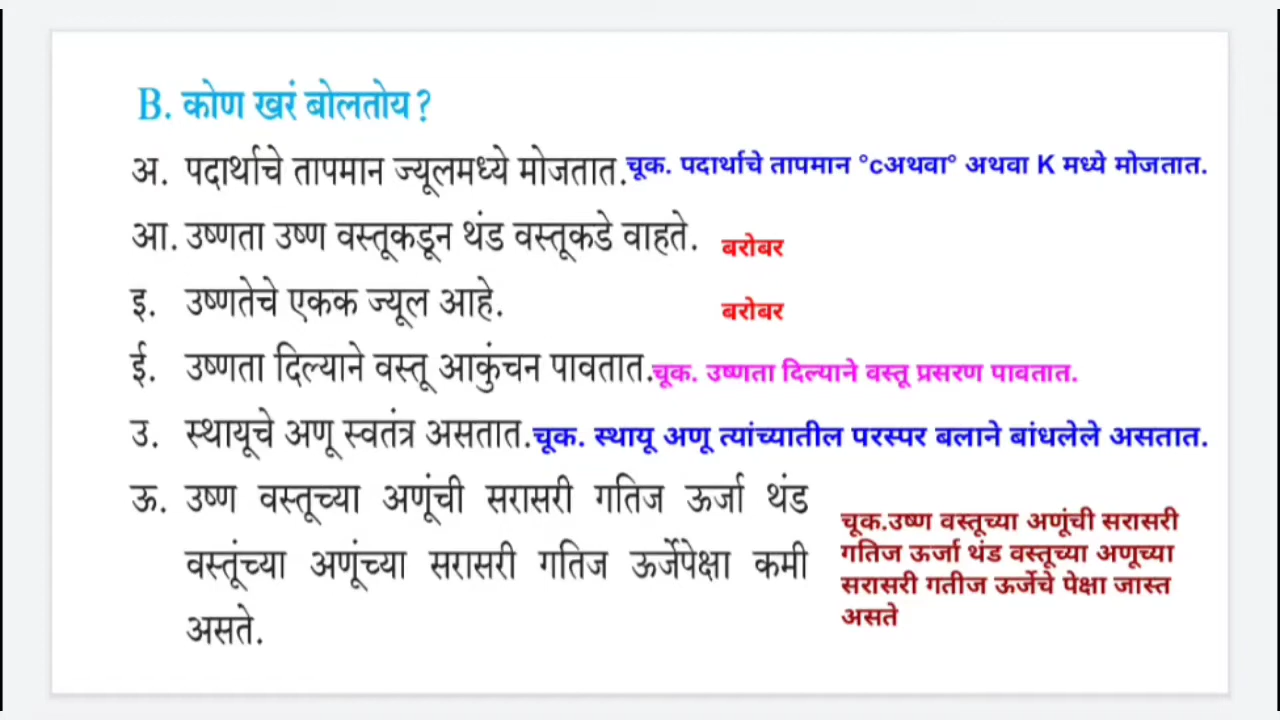 B. कोण खरं बोलतोय ?
अ. पदार्थाचे तापमान ज्यूलमध्ये मोजतात. चूक. पदार्थाचे तापमान °cअथवा° अथवा K मध्ये मोजतात.
आ. उष्णता उष्ण वस्तूकडून थंड वस्तूकडे वाहते. बरोबर
इ. उष्णतेचे एकक ज्यूल आहे. बरोबर
ई. उष्णता दिल्याने वस्तू आकुंचन पावतात. चूक. उष्णता दिल्याने वस्तू प्रसरण पावतात.
उ. स्थायूचे अणू स्वतंत्र असतात. चूक. स्थायू अणू त्यांच्यातील परस्पर बलाने बांधलेले असतात.
ऊ. उष्ण वस्तूच्या अणूंची सरासरी गतिज ऊर्जा थंड
वस्तूंच्या अणूंच्या सरासरी गतिज ऊर्जेपेक्षा कमी
असते.
चूक.उष्ण वस्तूच्या अणूंची सरासरी
गतिज ऊर्जा थंड वस्तूच्या अणूच्या
सरासरी गतीज ऊर्जेचे पेक्षा जास्त
असते